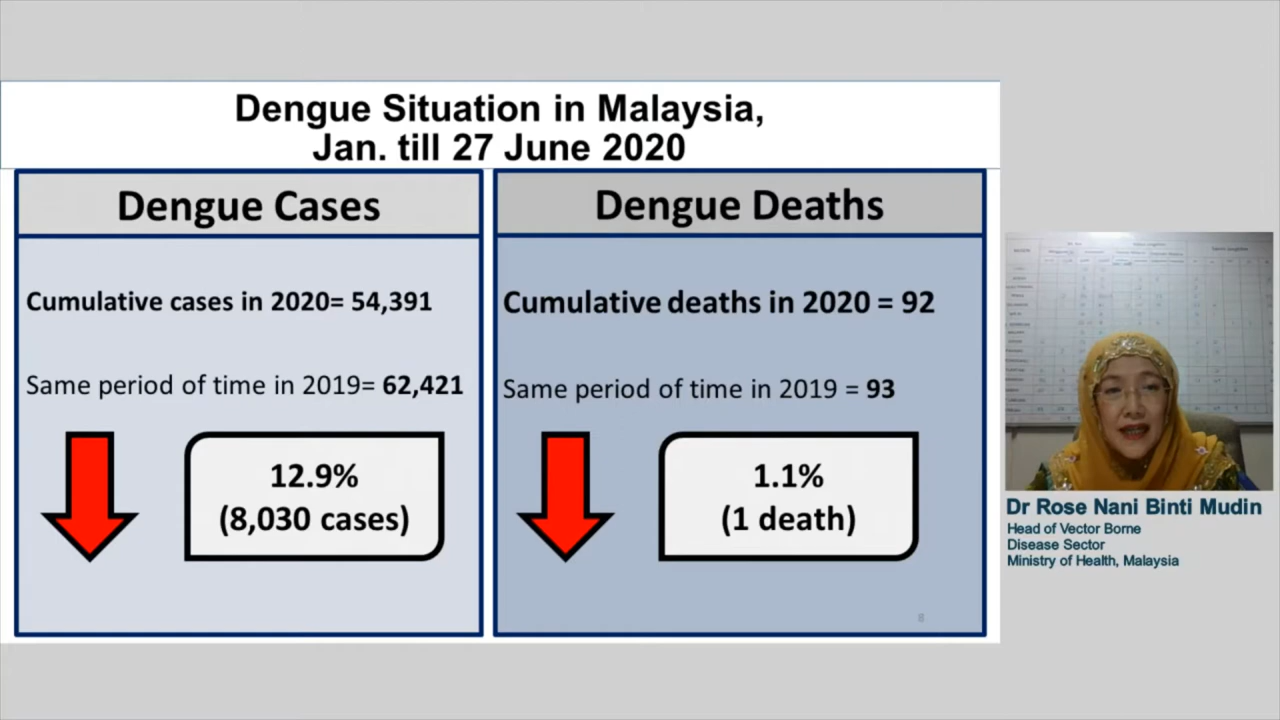 Dengue Situation in Malaysia,
Jan. till 27 June 2020
Dengue Cases
Cumulative cases in 2020= 54,391
Same period of time in 2019= 62,421
12.9%
(8,030 cases)
Dengue Deaths
Cumulative deaths in 2020 = 92
Same period of time in 2019 = 93
1.1%
(1 death)
8
Dr Rose Nani Binti Mudin
Head of Vector Borne
Disease Sector
Ministry of Health, Malaysia